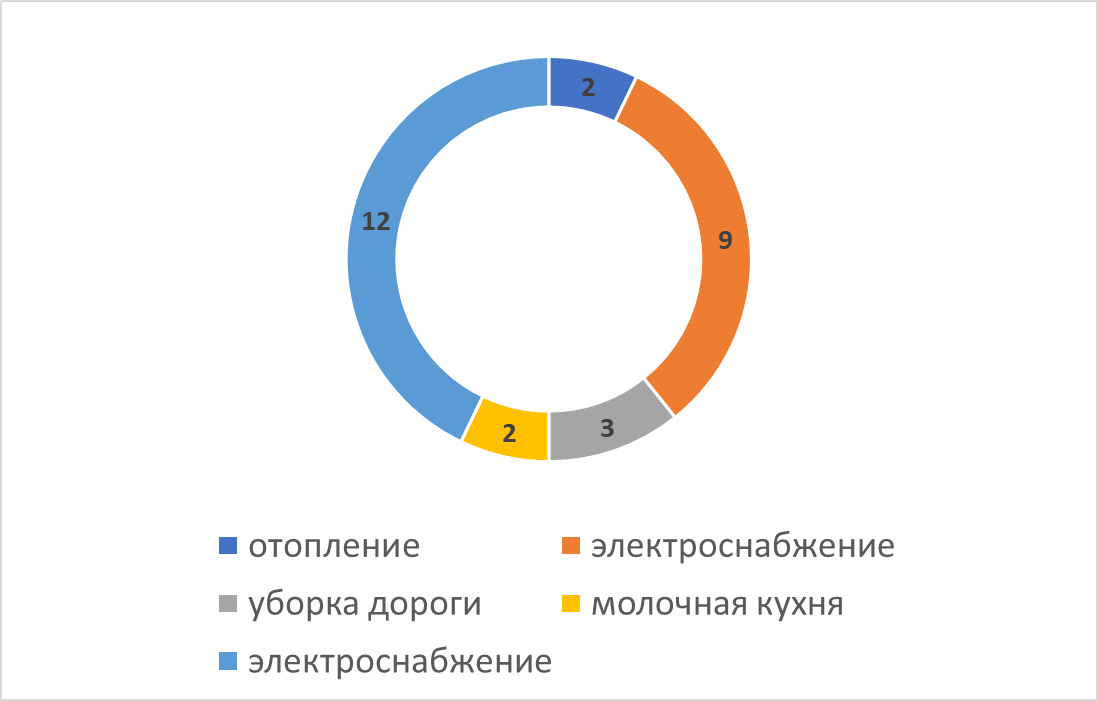 2
9
12
3
2
отопление
электроснабжение
уборка дороги
молочная кухня
электроснабжение